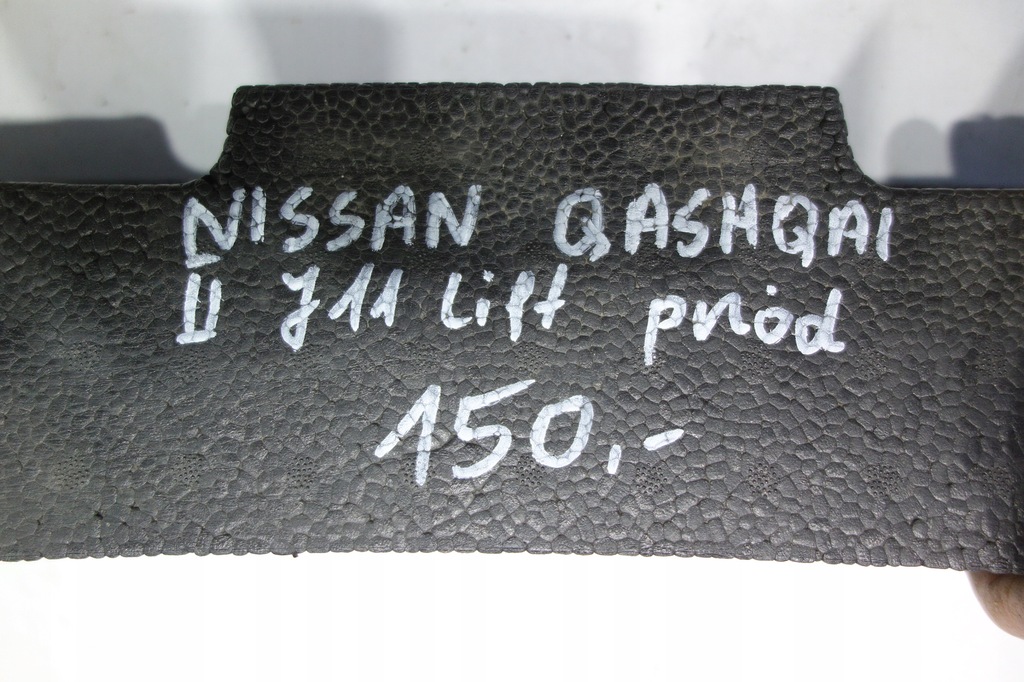 NISSAN QASHQAI
II J11 Lift przód
150,-